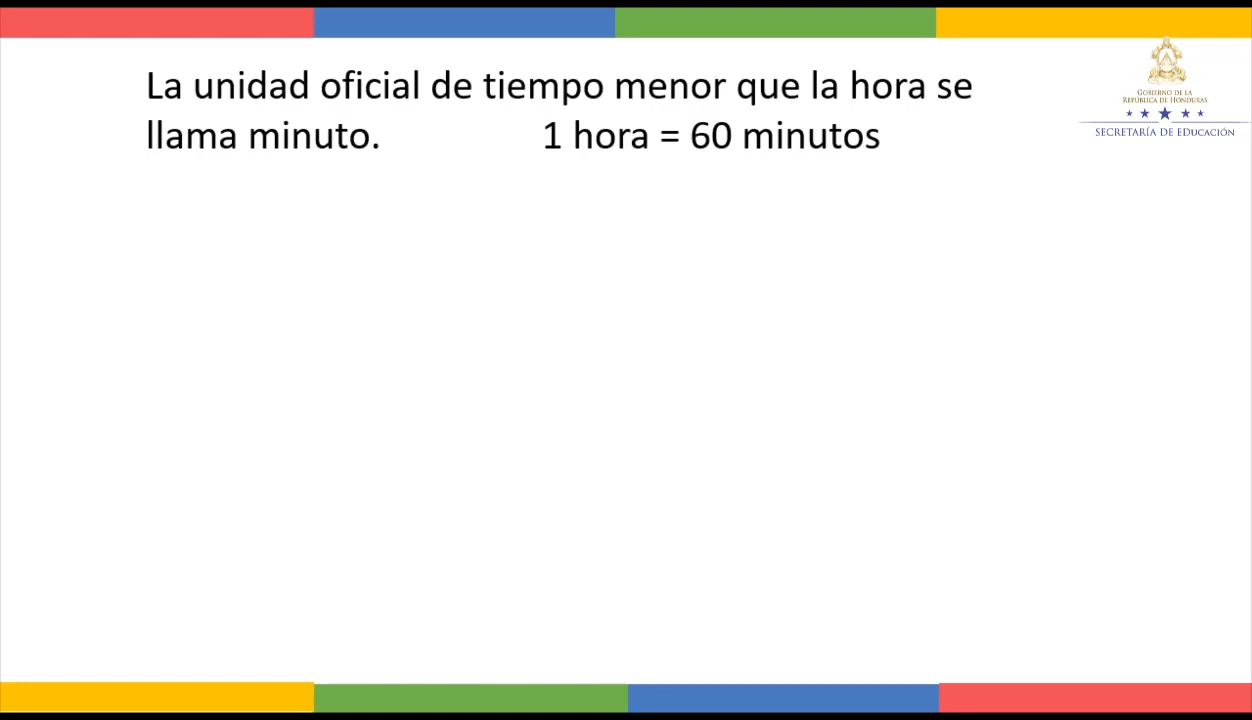 La unidad oficial de tiempo menor que la hora se
llama minuto. 1 hora = 60 minutos
GOBIERNO DE LA
REPÚBLICA DE HONDURAS
SECRETARÍA DE EDUCACIÓN